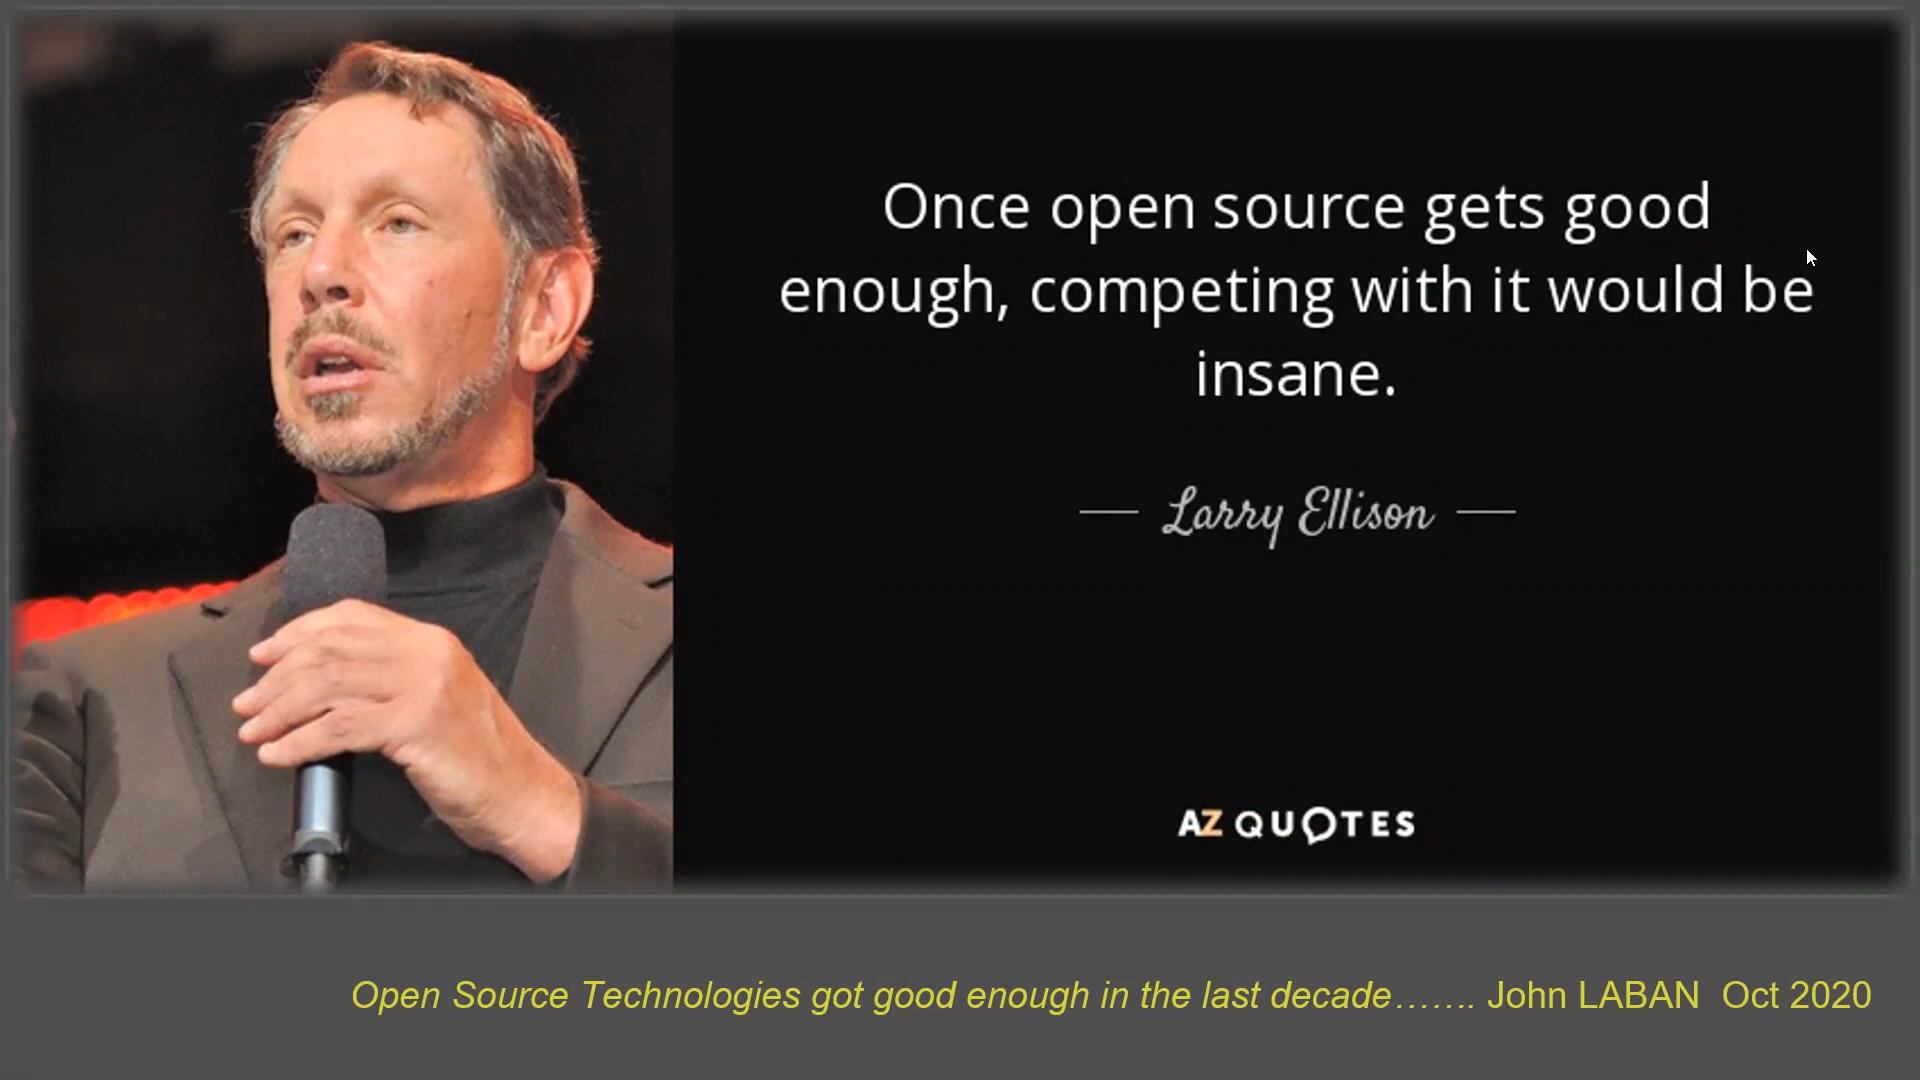 Once open source gets good
enough, competing with it would be
insane.
Larry Ellison
AZ QUOTES
Open Source Technologies got good enough in the last decade……. John LABAN  Oct 2020